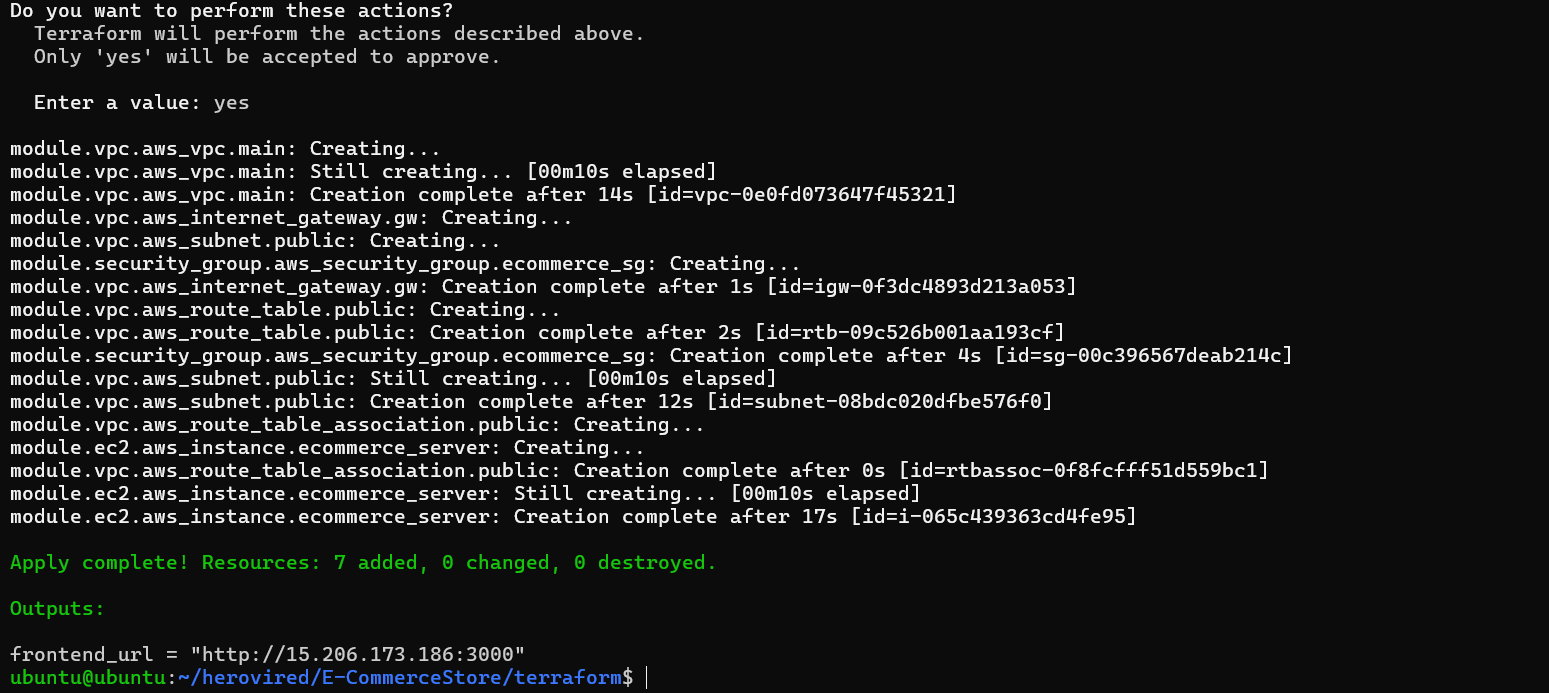 Do you want to perform these actions?
  Terraform will perform the actions described above.
  Only 'yes' will be accepted to approve.

  Enter a value: yes

module.vpc.aws_vpc.main: Creating...
module.vpc.aws_vpc.main: Still creating... [00m10s elapsed]
module.vpc.aws_vpc.main: Creation complete after 14s [id=vpc-0e0fd073647f45321]
module.vpc.aws_internet_gateway.gw: Creating...
module.vpc.aws_subnet.public: Creating...
module.security_group.aws_security_group.ecommerce_sg: Creating...
module.vpc.aws_internet_gateway.gw: Creation complete after 1s [id=igw-0f3dc4893d213a053]
module.vpc.aws_route_table.public: Creating...
module.vpc.aws_route_table.public: Creation complete after 2s [id=rtb-09c526b001aa193cf]
module.security_group.aws_security_group.ecommerce_sg: Creation complete after 4s [id=sg-00c396567deab214c]
module.vpc.aws_subnet.public: Still creating... [00m10s elapsed]
module.vpc.aws_subnet.public: Creation complete after 12s [id=subnet-08bdc020dfbe576f0]
module.vpc.aws_route_table_association.public: Creating...
module.ec2.aws_instance.ecommerce_server: Creating...
module.vpc.aws_route_table_association.public: Creation complete after 0s [id=rtbassoc-0f8fcfff51d559bc1]
module.ec2.aws_instance.ecommerce_server: Still creating... [00m10s elapsed]
module.ec2.aws_instance.ecommerce_server: Creation complete after 17s [id=i-065c439363cd4fe95]

Apply complete! Resources: 7 added, 0 changed, 0 destroyed.

Outputs:

frontend_url = "http://15.206.173.186:3000"
ubuntu@ubuntu:~/herovired/E-CommerceStore/terraform$